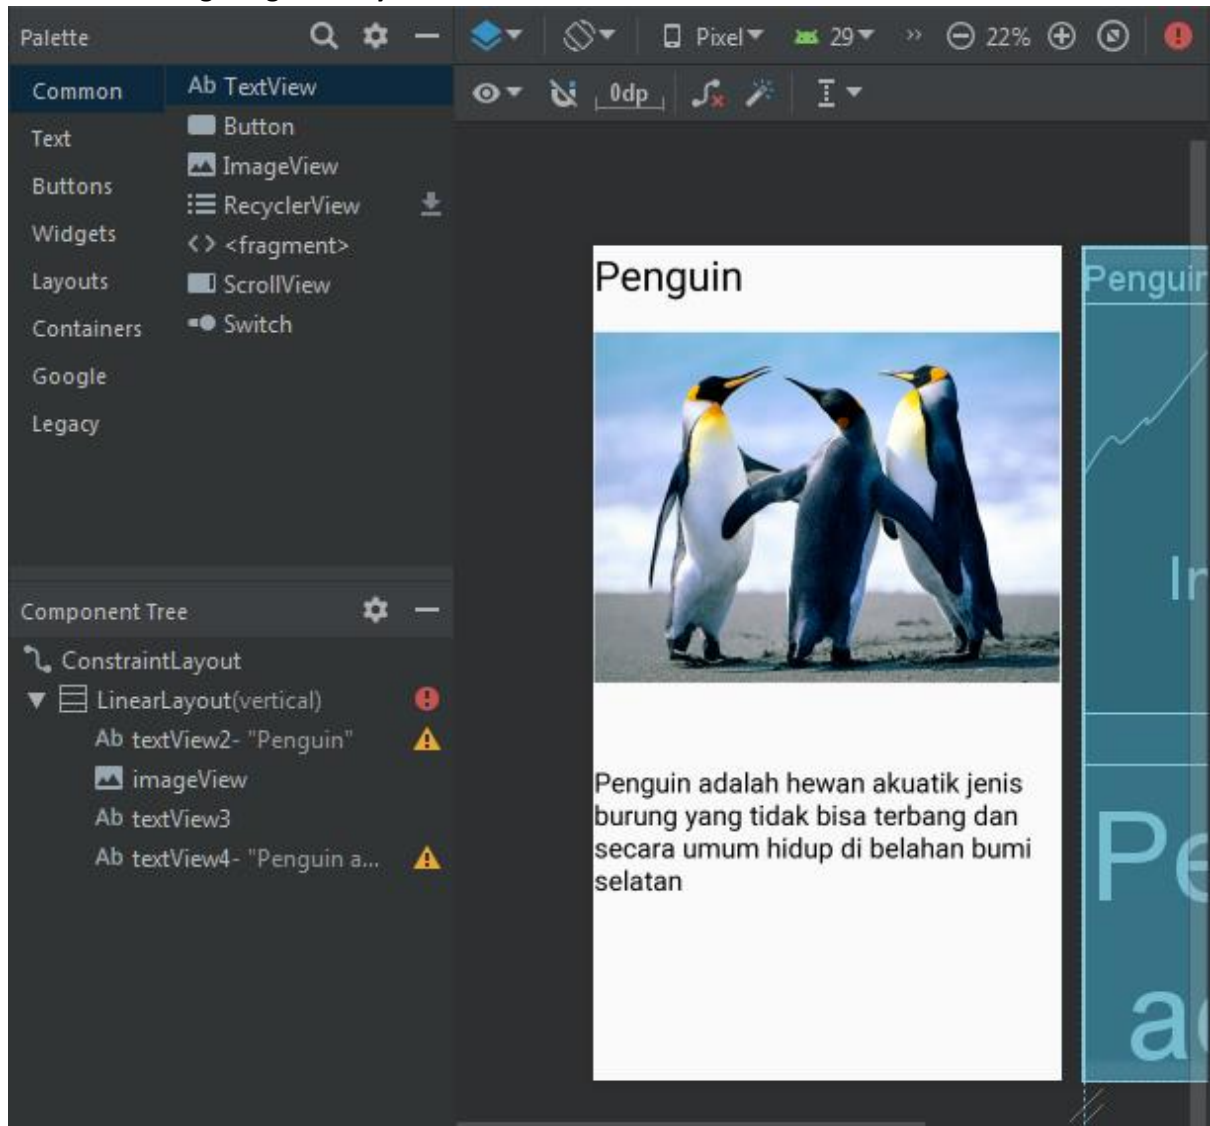 Palette
Common
Text
Buttons
Widgets
Layouts
Containers
Google
Legacy
Ab TextView
Button
ImageView
RecyclerView
<fragment>
ScrollView
Switch
Component Tree
ConstraintLayout
LinearLayout(vertical)
Ab textView2- "Penguin"
imageView
Ab textView3
Ab textView4- "Penguin a...
Pixel
29
22%
0dp
Penguin
Penguin adalah hewan akuatik jenis
burung yang tidak bisa terbang dan
secara umum hidup di belahan bumi
selatan